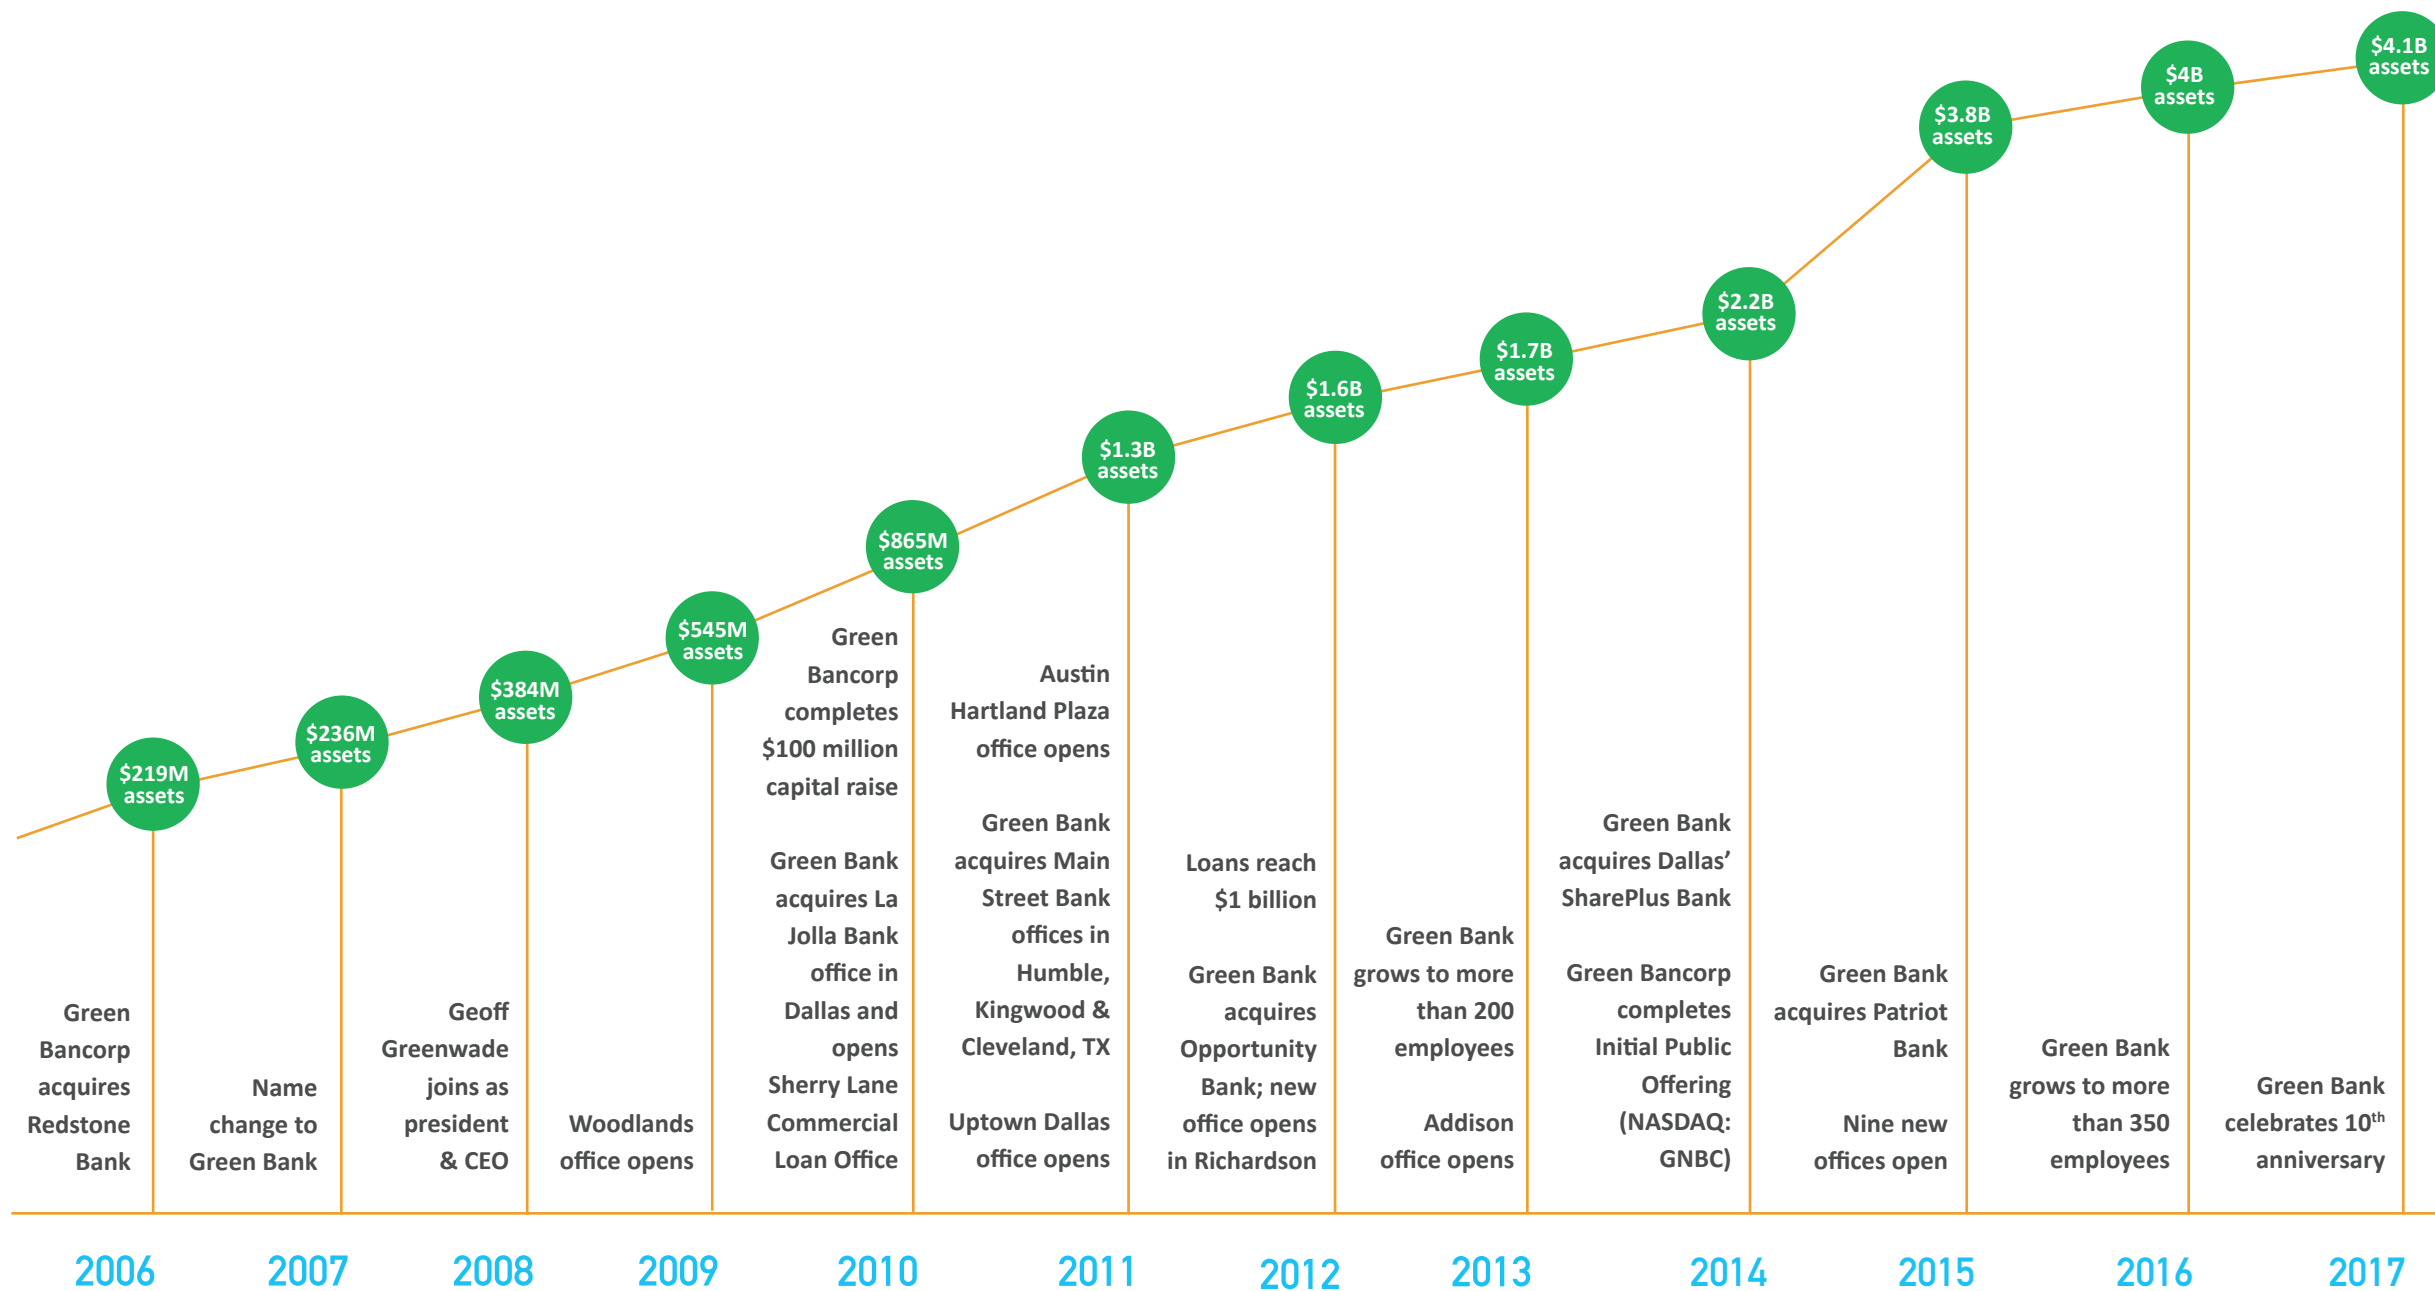 $219M
assets
Green
Bancorp
acquires
Redstone
Bank
2006
$236M
assets
Name
change to
Green Bank
2007
$384M
assets
Geoff
Greenwade
joins as
president
& CEO
2008
$545M
assets
Woodlands
office opens
2009
$865M
assets
Green
Bancorp
completes
$100 million
capital raise
Green Bank
acquires La
Jolla Bank
office in
Dallas and
opens
Sherry Lane
Commercial
Loan Office
2010
$1.3B
assets
Austin
Hartland Plaza
office opens
Green Bank
acquires Main
Street Bank
offices in
Humble,
Kingwood &
Cleveland, TX
Uptown Dallas
office opens
2011
$1.6B
assets
Loans reach
$1 billion
Green Bank
acquires
Opportunity
Bank; new
office opens
in Richardson
2012
$1.7B
assets
Green Bank
grows to more
than 200
employees
Addison
office opens
2013
$2.2B
assets
Green Bank
acquires Dallas’
SharePlus Bank
Green Bancorp
completes
Initial Public
Offering
(NASDAQ:
GNBC)
2014
$3.8B
assets
Green Bank
acquires Patriot
Bank
Nine new
offices open
2015
$4B
assets
Green Bank
grows to more
than 350
employees
2016
$4.1B
assets
Green Bank
celebrates 10th
anniversary
2017